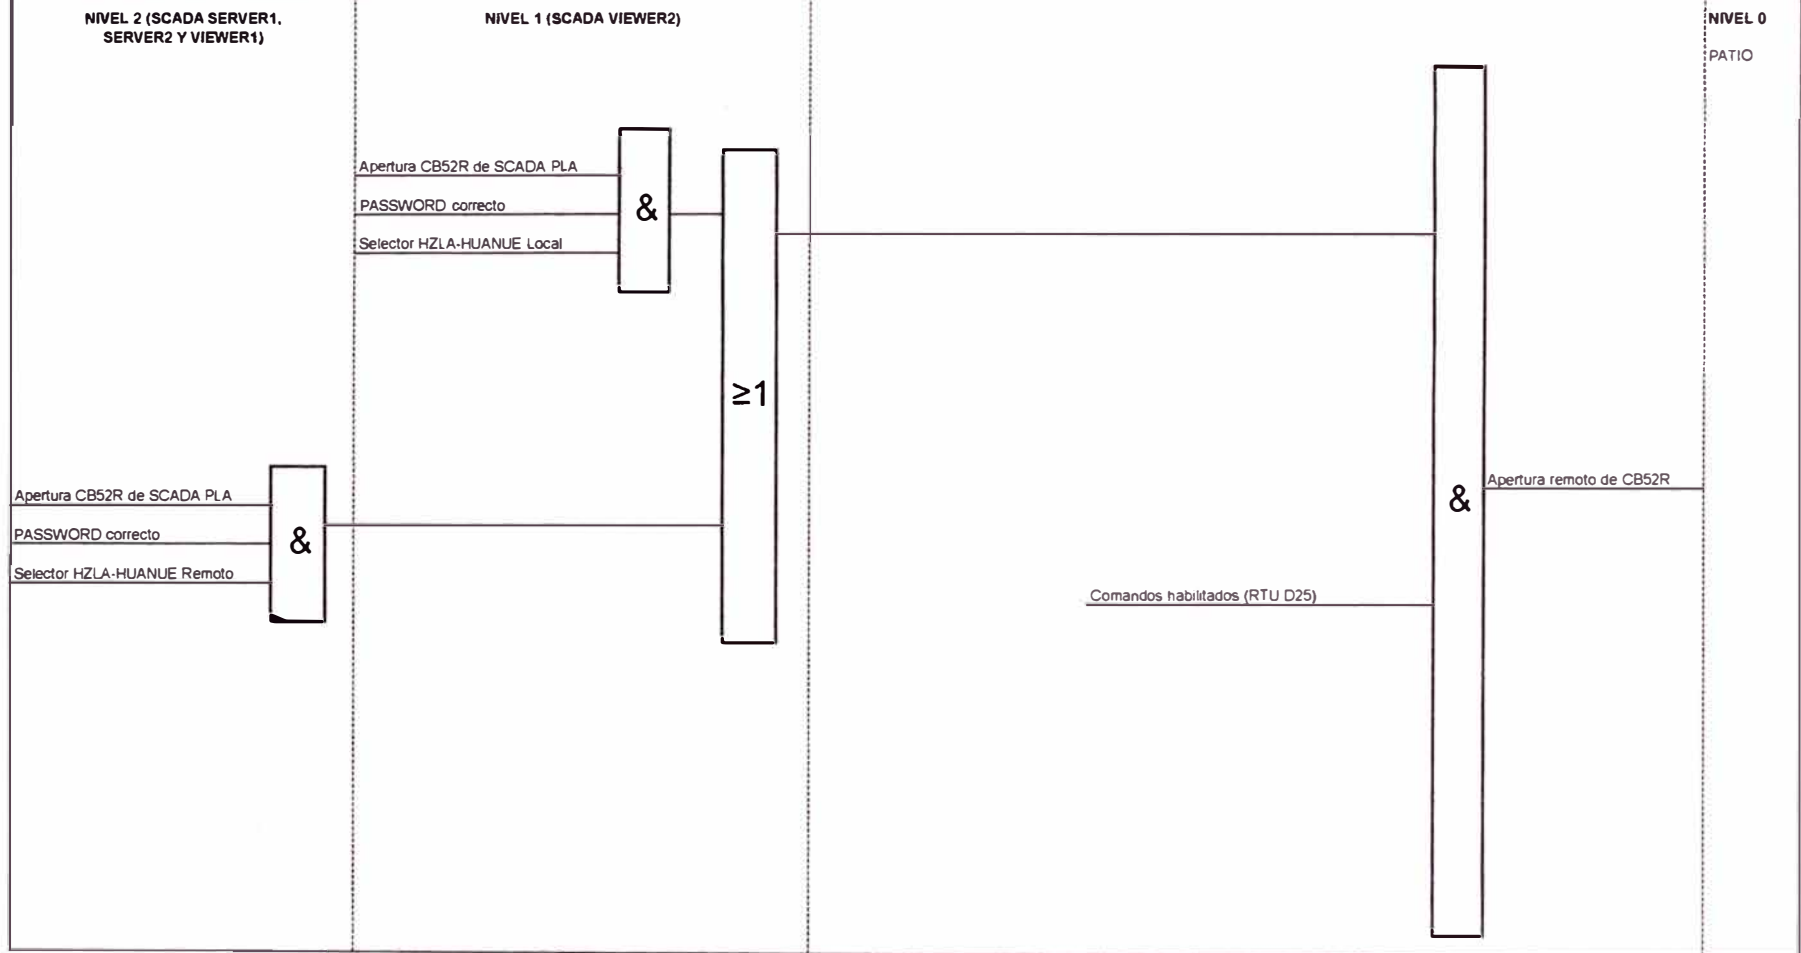 NIVEL 2 (SCADA SERVER1,
SERVER2 Y VIEWER1)
NIVEL 1 (SCADA VIEWER2)
NIVEL 0
PATIO
Apertura CB52R de SCADA PLA
PASSWORD correcto
Selector HZLA-HUANUE Local
&
≥1
Apertura CB52R de SCADA PLA
PASSWORD correcto
Selector HZLA-HUANUE Remoto
&
&
Apertura remoto de CB52R
Comandos habilitados (RTU D25)